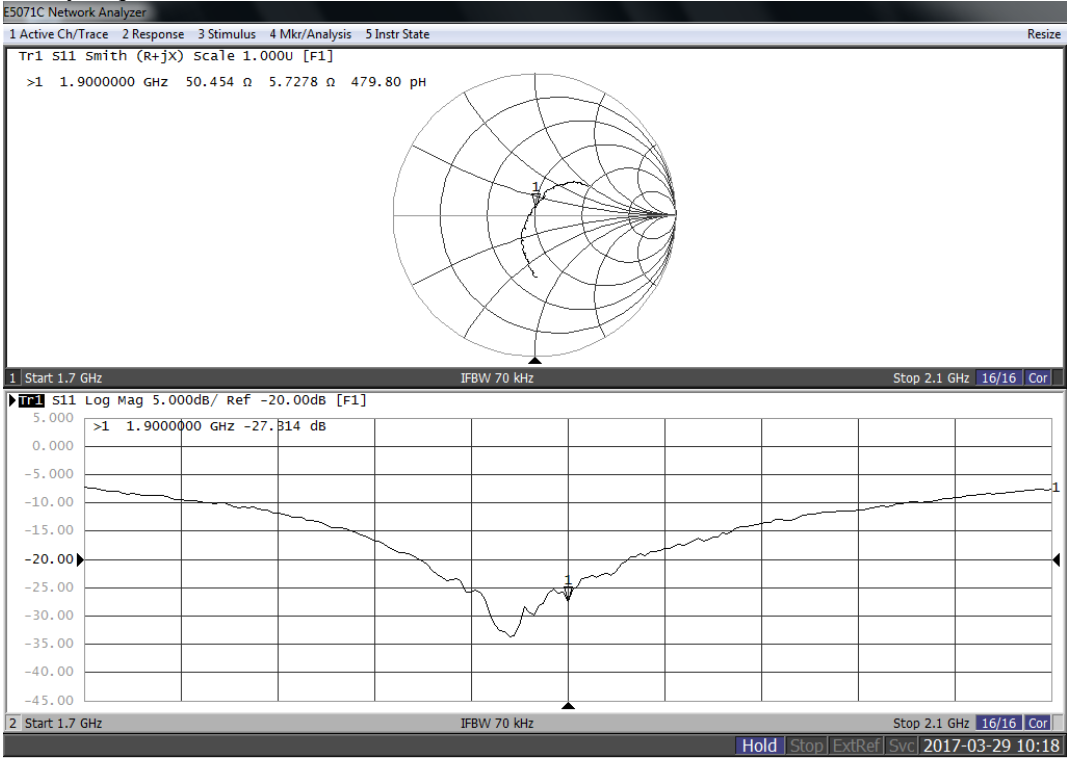 E5071C Network Analyzer
1 Active Ch/Trace 2 Response 3 Stimulus 4 Mkr/Analysis 5 Instr State Resize
Tr1 S11 Smith (R+jX) Scale 1.000U [F1]
>1 1.9000000 GHz 50.454 Ω 5.7278 Ω 479.80 pH
1
1 Start 1.7 GHz IFBW 70 kHz Stop 2.1 GHz 16/16 Cor
Tr1 S11 Log Mag 5.000dB/ Ref -20.00dB [F1]
5.000
>1 1.9000000 GHz -27.314 dB
0.000
-5.000
1
-10.00
-15.00
-20.00
1
-25.00
-30.00
-35.00
-40.00
-45.00
2 Start 1.7 GHz IFBW 70 kHz Stop 2.1 GHz 16/16 Cor
Hold Stop ExtRef Svc 2017-03-29 10:18